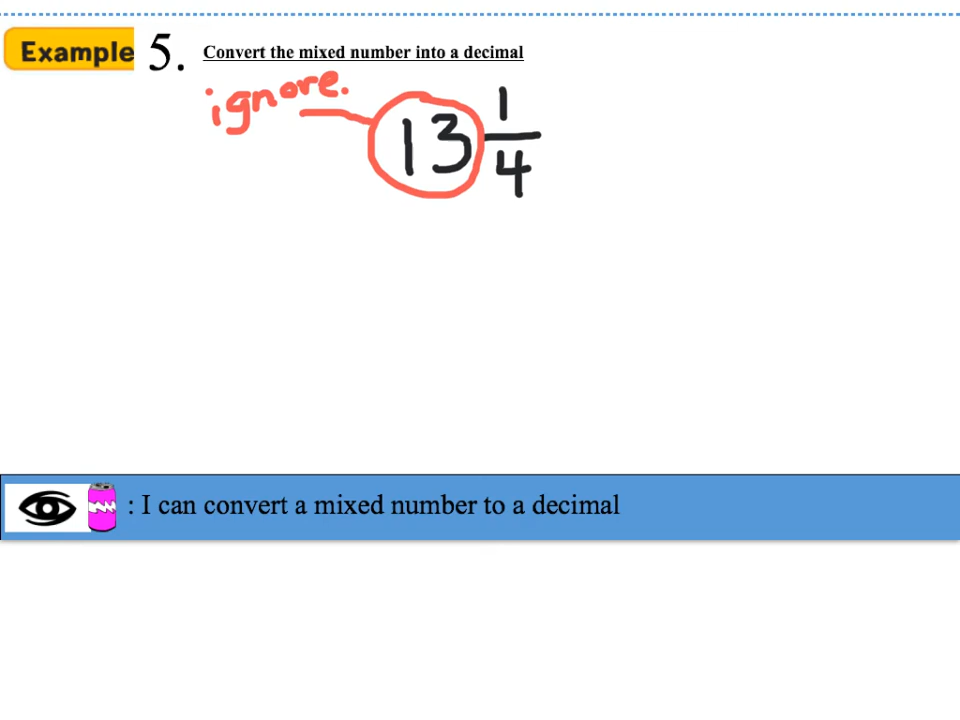 Example 5. Convert the mixed number into a decimal
ignore.
13 1/4
: I can convert a mixed number to a decimal